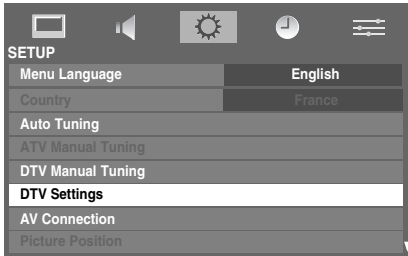 SETUP
Menu Language English
Country France
Auto Tuning
ATV Manual Tuning
DTV Manual Tuning
DTV Settings
AV Connection
Picture Position